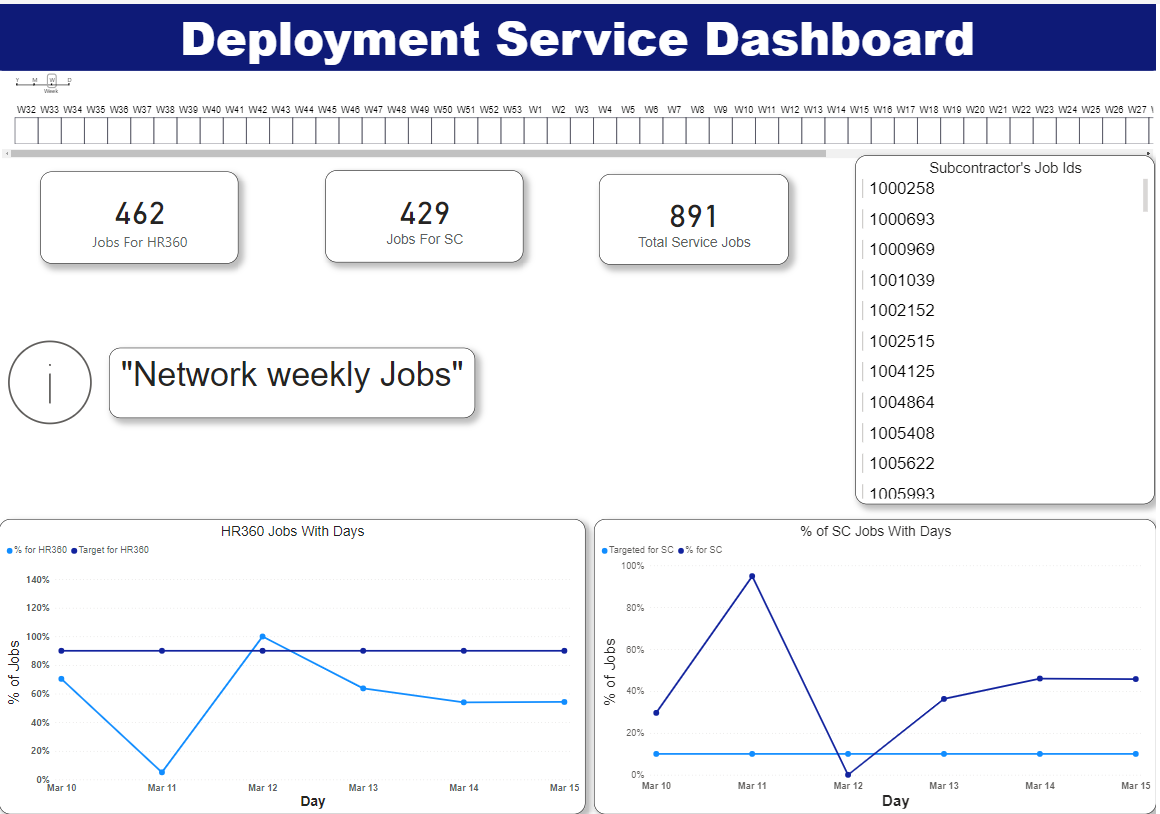 Deployment Service Dashboard
Y M W D
Week
W32 W33 W34 W35 W36 W37 W38 W39 W40 W41 W42 W43 W44 W45 W46 W47 W48 W49 W50 W51 W52 W53 W1 W2 W3 W4 W5 W6 W7 W8 W9 W10 W11 W12 W13 W14 W15 W16 W17 W18 W19 W20 W21 W22 W23 W24 W25 W26 W27
462
Jobs For HR360
429
Jobs For SC
891
Total Service Jobs
Subcontractor's Job Ids
1000258
1000693
1000969
1001039
1002152
1002515
1004125
1004864
1005408
1005622
1005993
i
"Network weekly Jobs"
HR360 Jobs With Days
% for HR360 Target for HR360
% of Jobs
140%
120%
100%
80%
60%
40%
20%
0%
Mar 10 Mar 11 Mar 12 Mar 13 Mar 14 Mar 15
Day
% of SC Jobs With Days
Targeted for SC % for SC
% of Jobs
100%
80%
60%
40%
20%
0%
Mar 10 Mar 11 Mar 12 Mar 13 Mar 14 Mar 15
Day